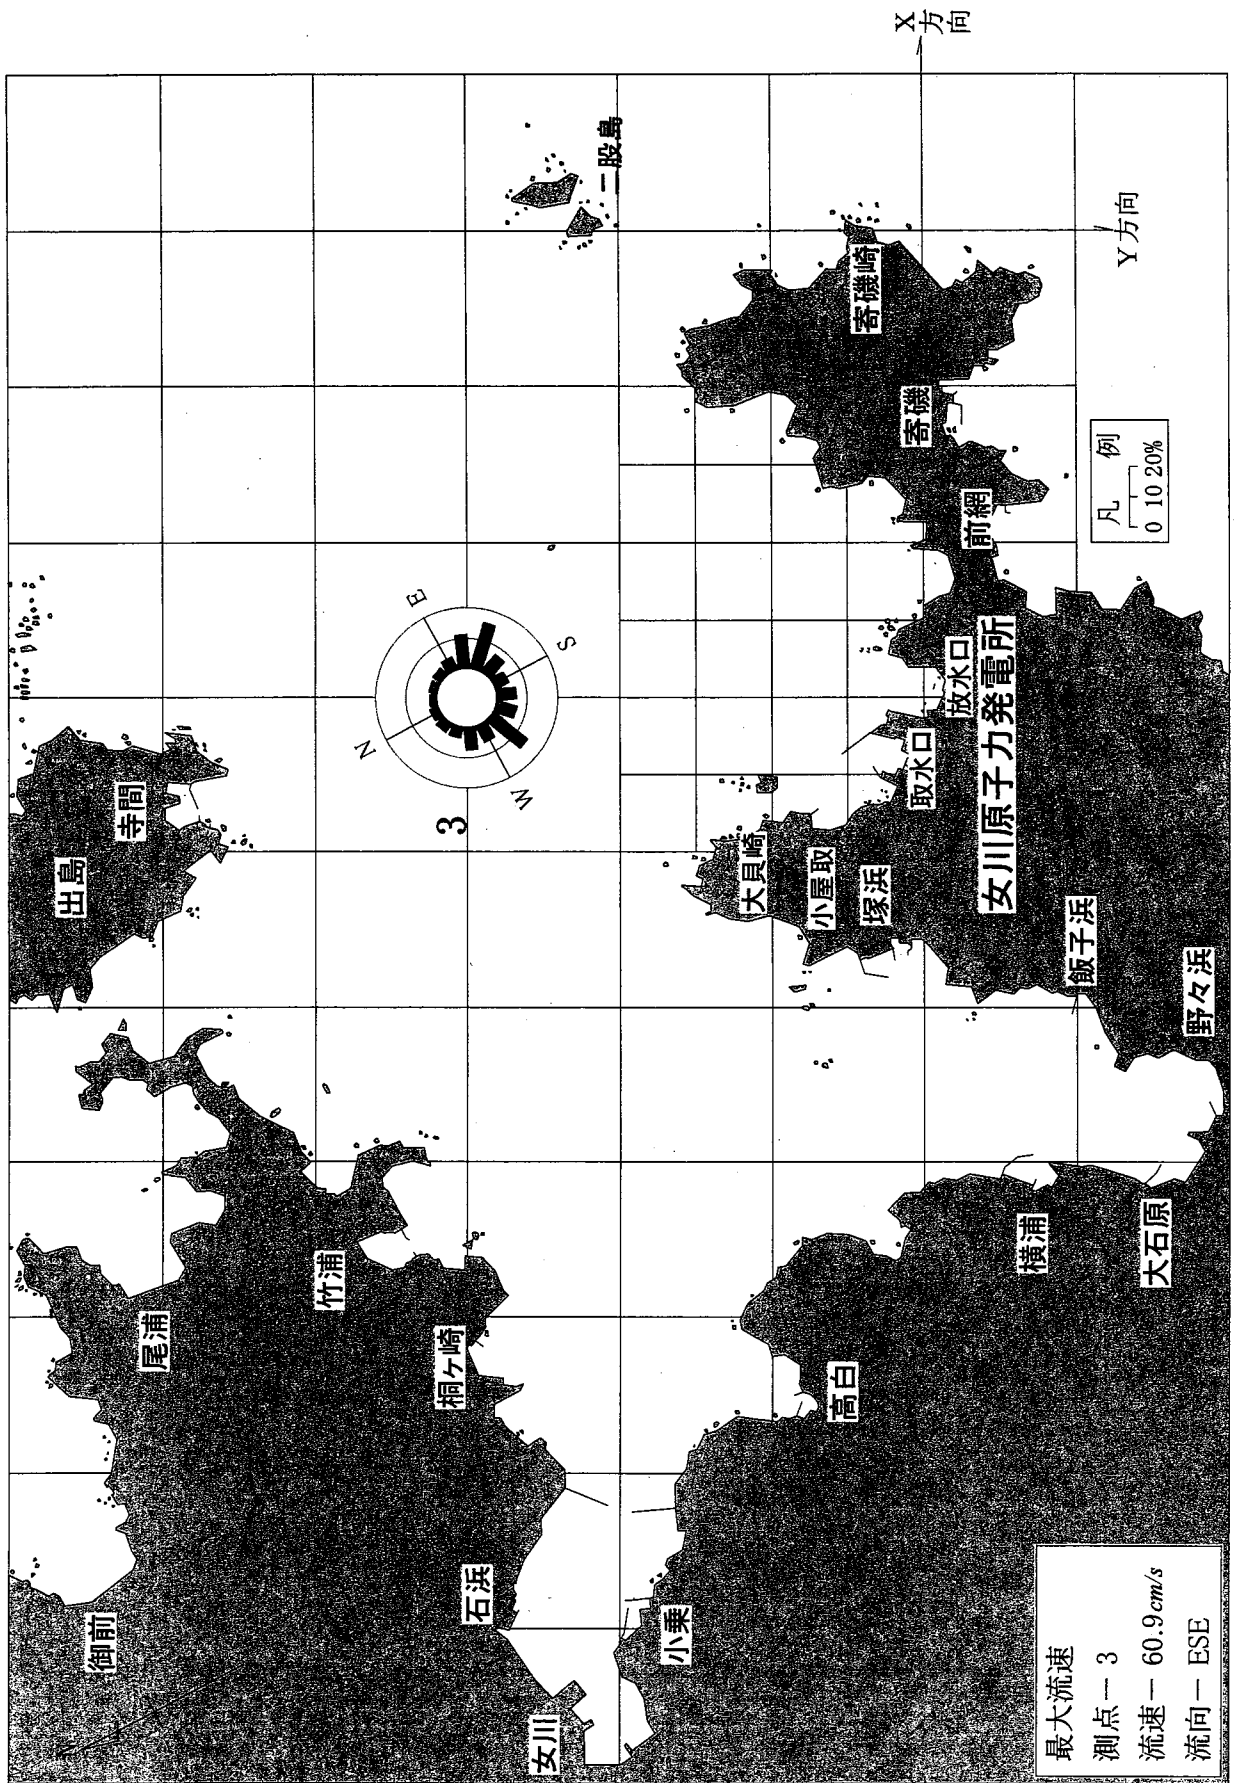 御前
尾浦
出島
寺間
竹浦
桐ヶ崎
石浜
女川
小乗
高白
横浦
大石原
野々浜
飯子浜
塚浜
小屋取
大貝崎
取水口
放水口
女川原子力発電所
前網
寄磯
寄磯崎
二股島
3
N
E
S
W
X
方向
Y方向
凡 例
0 10 20%
最大流速
測点 — 3
流速 — 60.9cm/s
流向 — ESE